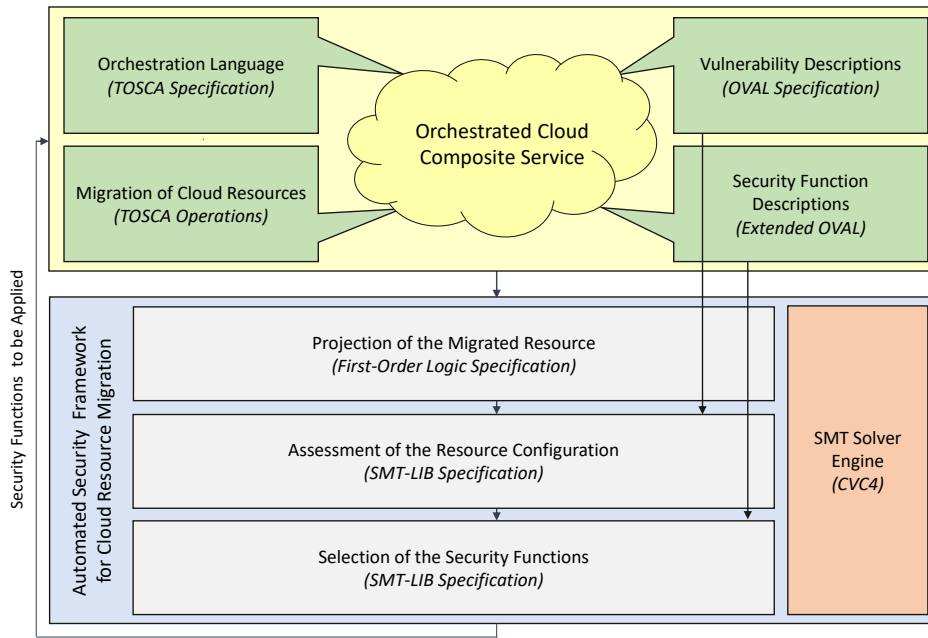 Orchestration Language
(TOSCA Specification)
Vulnerability Descriptions
(OVAL Specification)
Orchestrated Cloud
Composite Service
Migration of Cloud Resources
(TOSCA Operations)
Security Function
Descriptions
(Extended OVAL)
Security Functions to be Applied
Automated Security Framework
for Cloud Resource Migration
Projection of the Migrated Resource
(First-Order Logic Specification)
Assessment of the Resource Configuration
(SMT-LIB Specification)
Selection of the Security Functions
(SMT-LIB Specification)
SMT Solver
Engine
(CVC4)